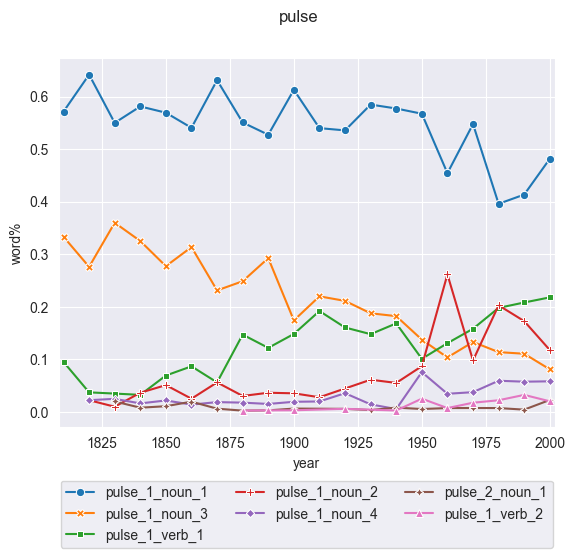 pulse
0.6
0.5
0.4
0.3
0.2
0.1
0.0
word%
1825 1850 1875 1900 1925 1950 1975 2000
year
pulse_1_noun_1 pulse_1_noun_2 pulse_2_noun_1
pulse_1_noun_3 pulse_1_noun_4 pulse_1_verb_2
pulse_1_verb_1